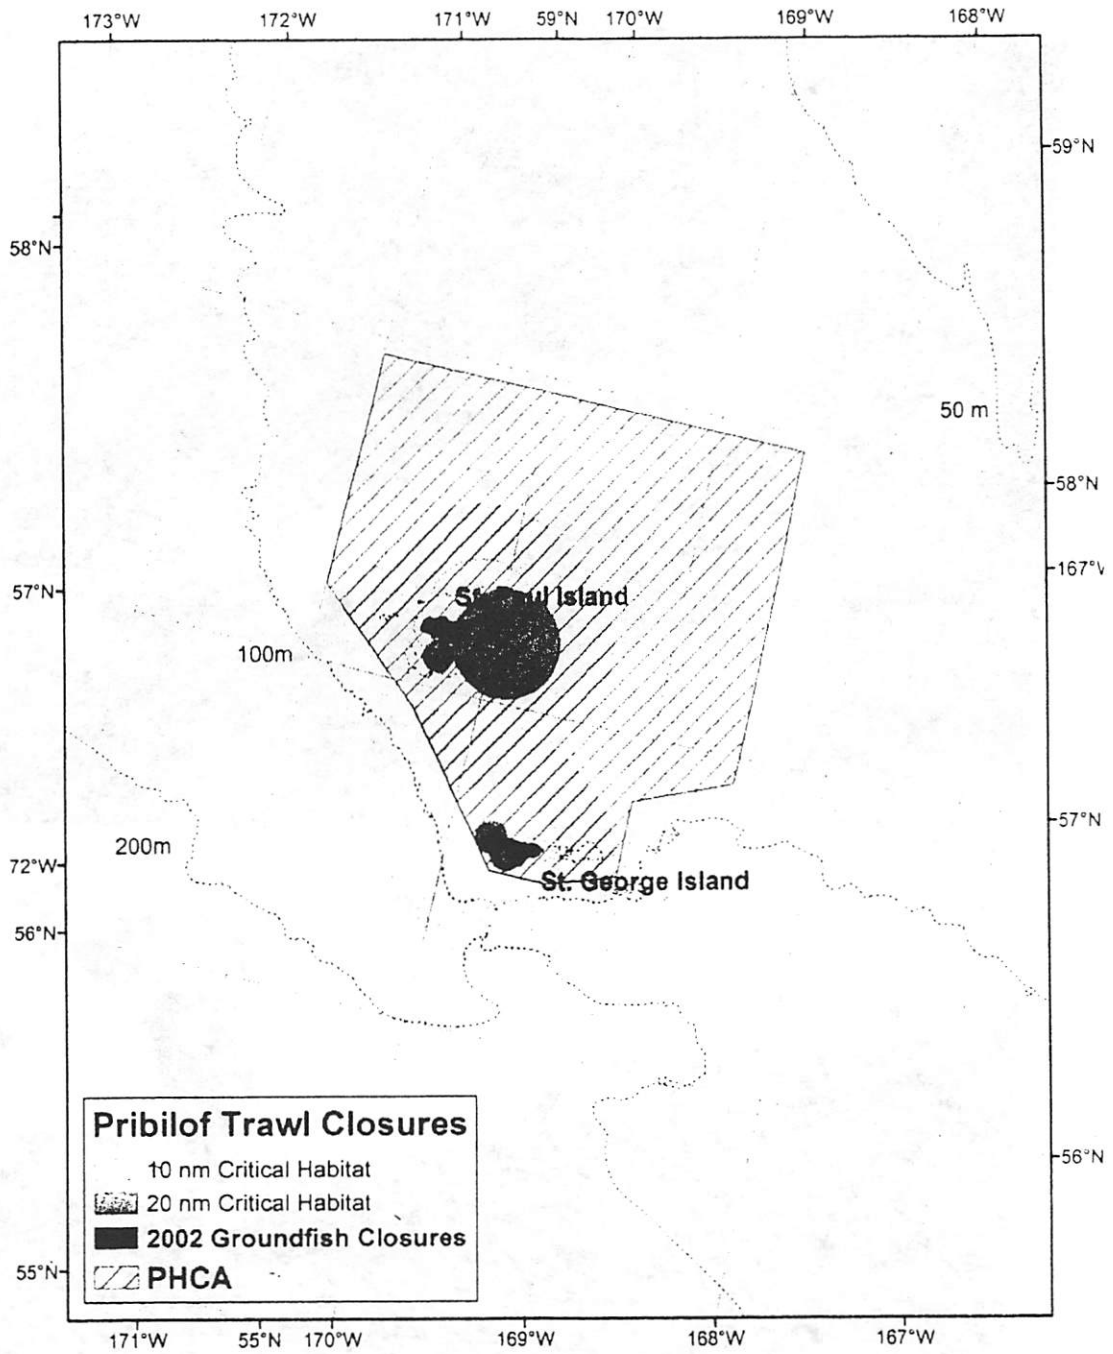 173°W 172°W 171°W 59°N 170°W 169°W 168°W
59°N
58°N
50 m
58°N
167°V
57°N
St. Paul Island
100m
57°N
200m
72°W
St. George Island
56°N
Pribilof Trawl Closures
10 nm Critical Habitat
56°N
20 nm Critical Habitat
2002 Groundfish Closures
55°N
PHCA
171°W 55°N 170°W 169°W 168°W 167°W